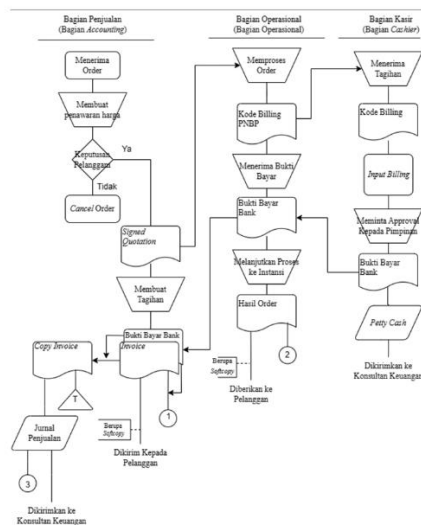 Bagian Penjualan
(Bagian Accounting)
Menerima
Order
Membuat
penawaran harga
Keputusan
Pelanggan
Ya
Tidak
Cancel Order
Signed
Quotation
Membuat
Tagihan
Bukti Bayar Bank
Invoice
Copy Invoice
T
1
Berupa
Softcopy
Jurnal
Penjualan
Dikirim Kepada
Pelanggan
3
Dikirimkan ke
Konsultan Keuangan
Bagian Operasional
(Bagian Operasional)
Memproses
Order
Kode Billing
PNBP
Menerima Bukti
Bayar
Bukti Bayar
Bank
Melanjutkan Proses
ke Instansi
Hasil Order
2
Berupa
Softcopy
Diberikan ke
Pelanggan
Bagian Kasir
(Bagian Cashier)
Menerima
Tagihan
Kode Billing
Input Billing
Meminta Approval
Kepada Pimpinan
Bukti Bayar
Bank
Petty Cash
Dikirimkan ke
Konsultan Keuangan